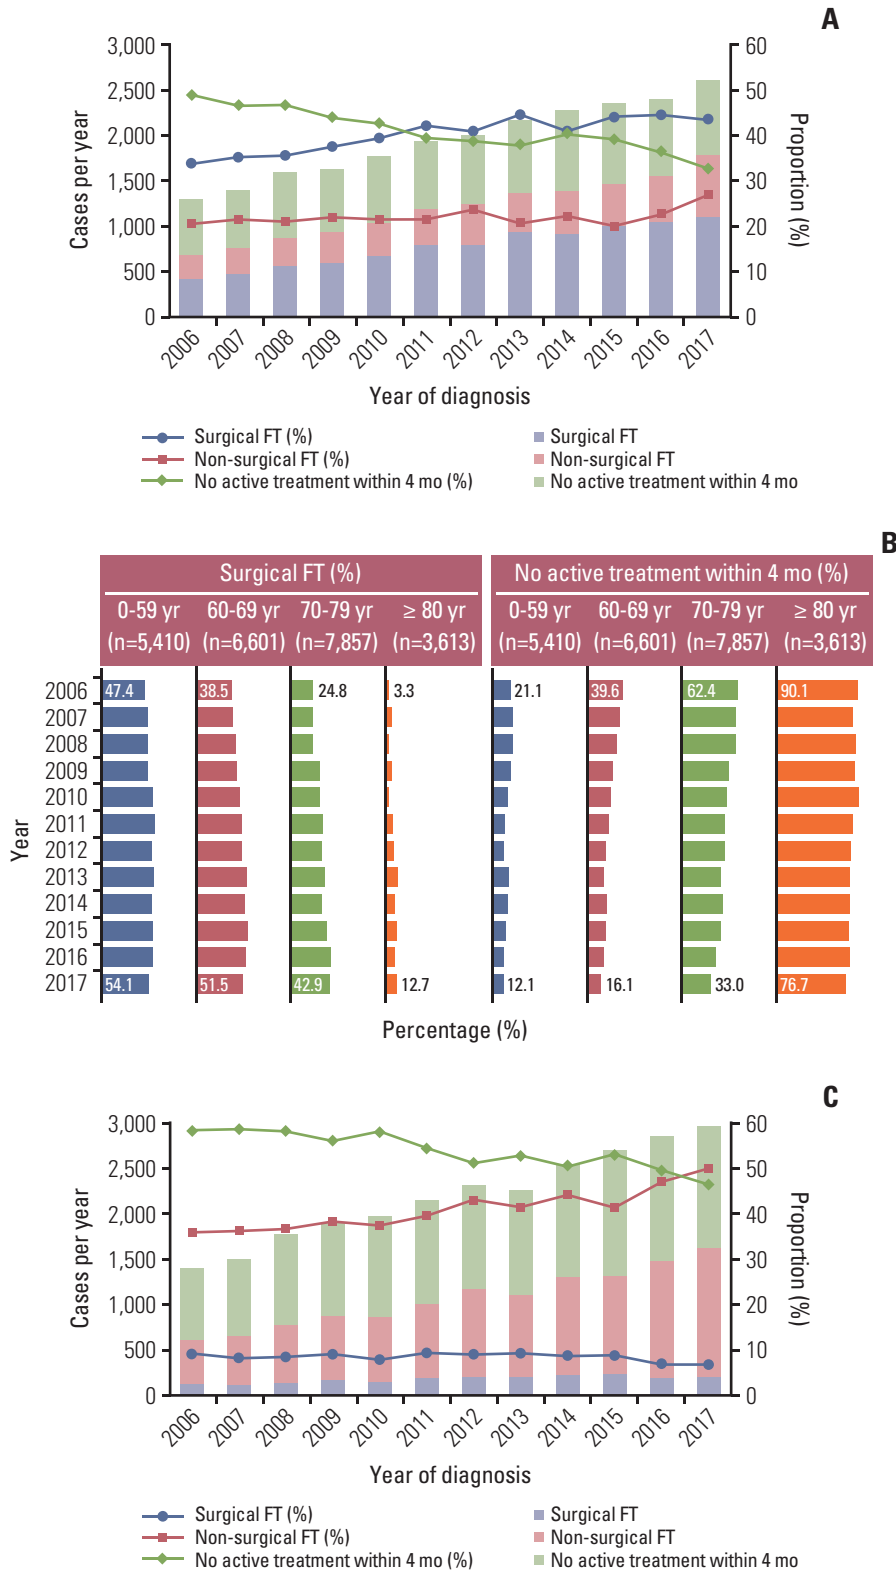 A
3,000
2,500
2,000
1,500
1,000
500
0
Cases per year
60
50
40
30
20
10
0
Proportion (%)
2006 2007 2008 2009 2010 2011 2012 2013 2014 2015 2016 2017
Year of diagnosis
Surgical FT (%)
Non-surgical FT (%)
No active treatment within 4 mo (%)
Surgical FT
Non-surgical FT
No active treatment within 4 mo
B
Surgical FT (%) No active treatment within 4 mo (%)
0-59 yr 60-69 yr 70-79 yr ≥ 80 yr 0-59 yr 60-69 yr 70-79 yr ≥ 80 yr
(n=5,410) (n=6,601) (n=7,857) (n=3,613) (n=5,410) (n=6,601) (n=7,857) (n=3,613)
2006 47.4 38.5 24.8 3.3 21.1 39.6 62.4 90.1
2007
2008
2009
2010
2011
2012
2013
2014
2015
2016
2017 54.1 51.5 42.9 12.7 12.1 16.1 33.0 76.7
Year
Percentage (%)
C
3,000
2,500
2,000
1,500
1,000
500
0
Cases per year
60
50
40
30
20
10
0
Proportion (%)
2006 2007 2008 2009 2010 2011 2012 2013 2014 2015 2016 2017
Year of diagnosis
Surgical FT (%)
Non-surgical FT (%)
No active treatment within 4 mo (%)
Surgical FT
Non-surgical FT
No active treatment within 4 mo